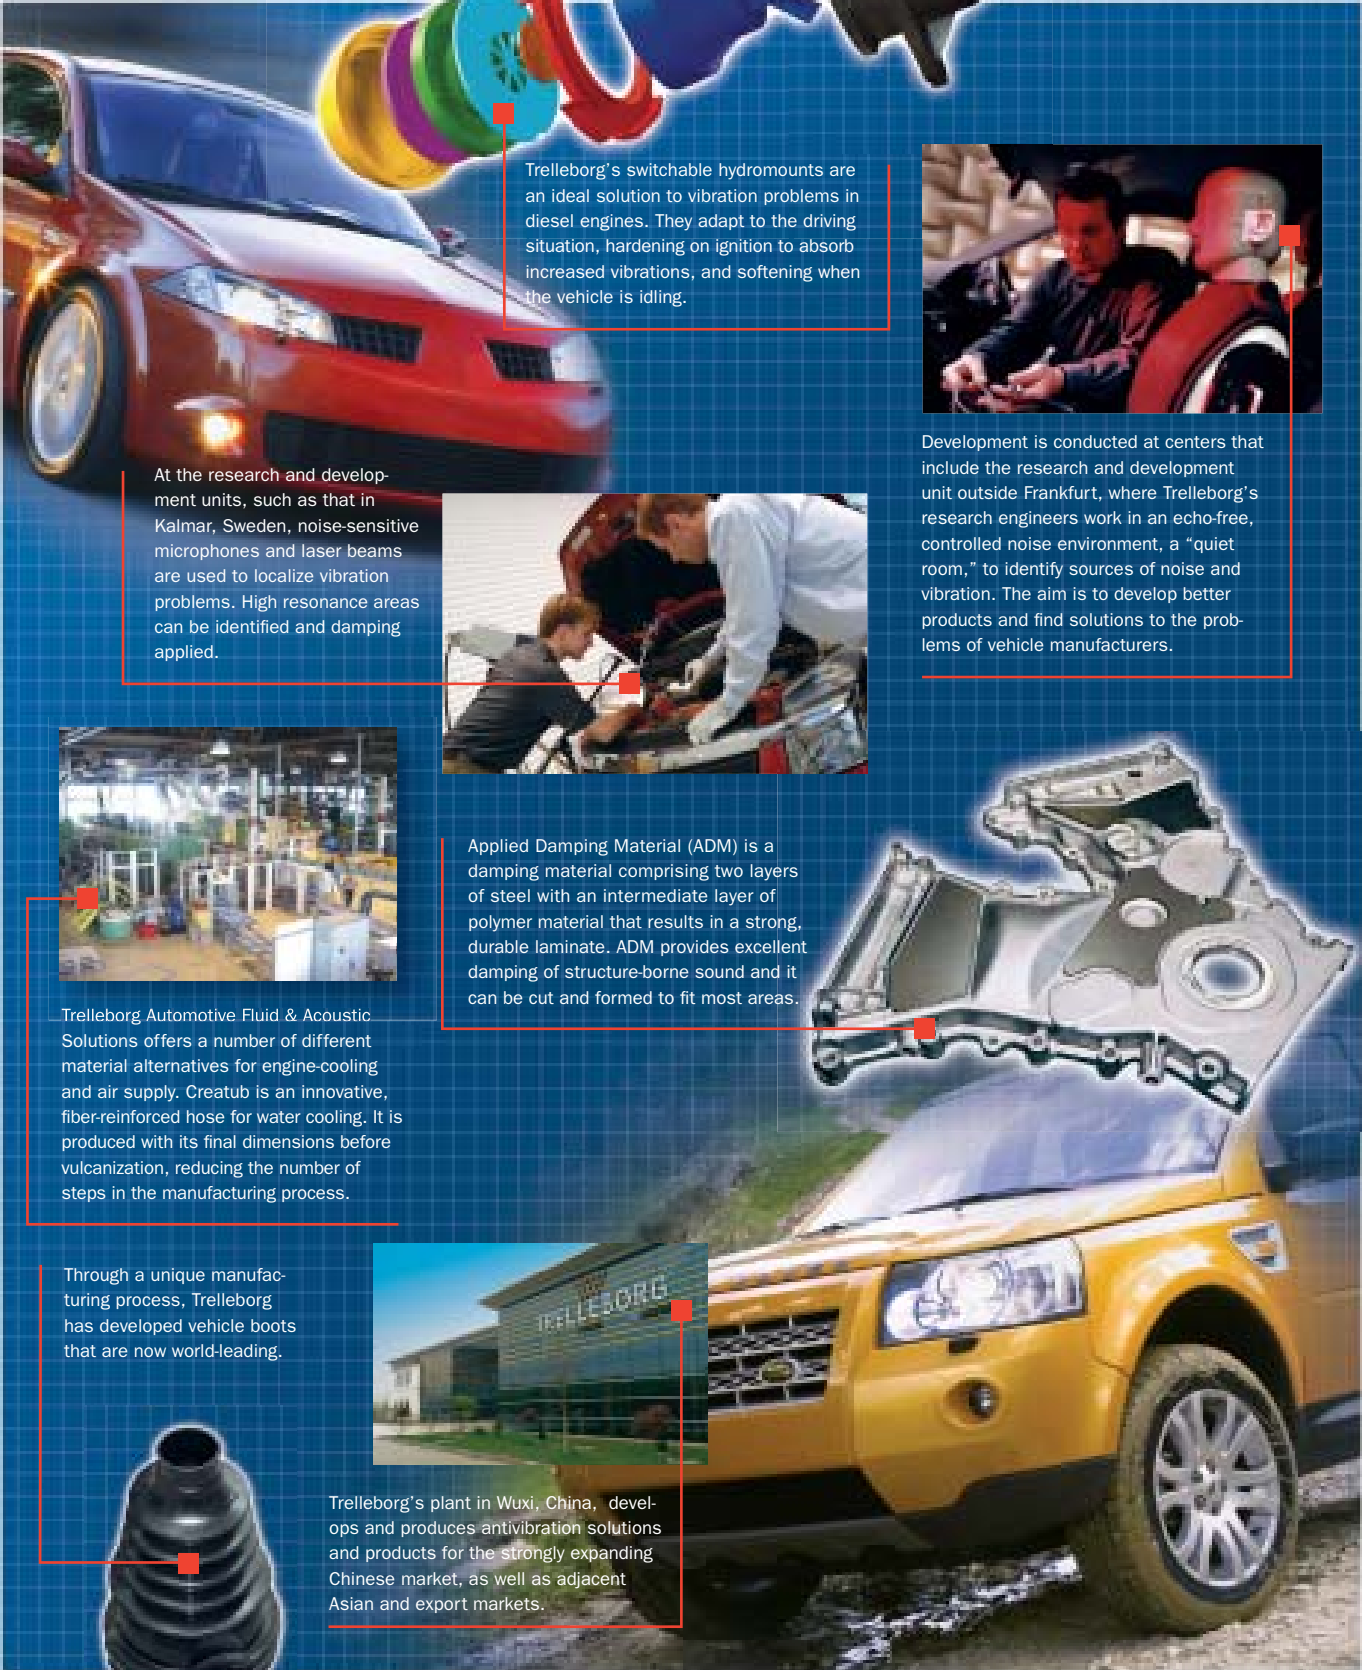 Trelleborg's switchable hydromounts are
an ideal solution to vibration problems in
diesel engines. They adapt to the driving
situation, hardening on ignition to absorb
increased vibrations, and softening when
the vehicle is idling.
Development is conducted at centers that
include the research and development
unit outside Frankfurt, where Trelleborg's
research engineers work in an echo-free,
controlled noise environment, a “quiet
room,” to identify sources of noise and
vibration. The aim is to develop better
products and find solutions to the prob-
lems of vehicle manufacturers.
At the research and develop-
ment units, such as that in
Kalmar, Sweden, noise-sensitive
microphones and laser beams
are used to localize vibration
problems. High resonance areas
can be identified and damping
applied.
Applied Damping Material (ADM) is a
damping material comprising two layers
of steel with an intermediate layer of
polymer material that results in a strong,
durable laminate. ADM provides excellent
damping of structure-borne sound and it
can be cut and formed to fit most areas.
Trelleborg Automotive Fluid & Acoustic
Solutions offers a number of different
material alternatives for engine-cooling
and air supply. Creatub is an innovative,
fiber-reinforced hose for water cooling. It is
produced with its final dimensions before
vulcanization, reducing the number of
steps in the manufacturing process.
Through a unique manufac-
turing process, Trelleborg
has developed vehicle boots
that are now world-leading.
TRELLEBORG
Trelleborg's plant in Wuxi, China,  devel-
ops and produces antivibration solutions
and products for the strongly expanding
Chinese market, as well as adjacent
Asian and export markets.